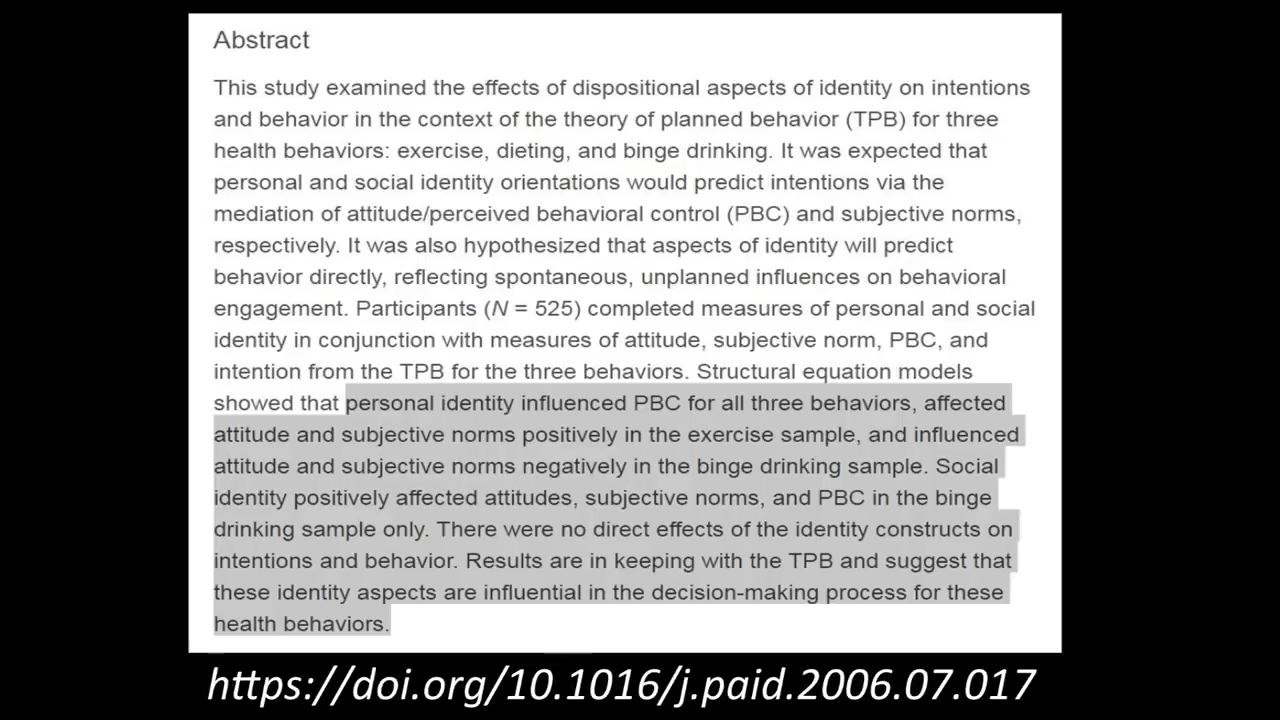 Abstract
This study examined the effects of dispositional aspects of identity on intentions
and behavior in the context of the theory of planned behavior (TPB) for three
health behaviors: exercise, dieting, and binge drinking. It was expected that
personal and social identity orientations would predict intentions via the
mediation of attitude/perceived behavioral control (PBC) and subjective norms,
respectively. It was also hypothesized that aspects of identity will predict
behavior directly, reflecting spontaneous, unplanned influences on behavioral
engagement. Participants (N = 525) completed measures of personal and social
identity in conjunction with measures of attitude, subjective norm, PBC, and
intention from the TPB for the three behaviors. Structural equation models
showed that personal identity influenced PBC for all three behaviors, affected
attitude and subjective norms positively in the exercise sample, and influenced
attitude and subjective norms negatively in the binge drinking sample. Social
identity positively affected attitudes, subjective norms, and PBC in the binge
drinking sample only. There were no direct effects of the identity constructs on
intentions and behavior. Results are in keeping with the TPB and suggest that
these identity aspects are influential in the decision-making process for these
health behaviors.
https://doi.org/10.1016/j.paid.2006.07.017